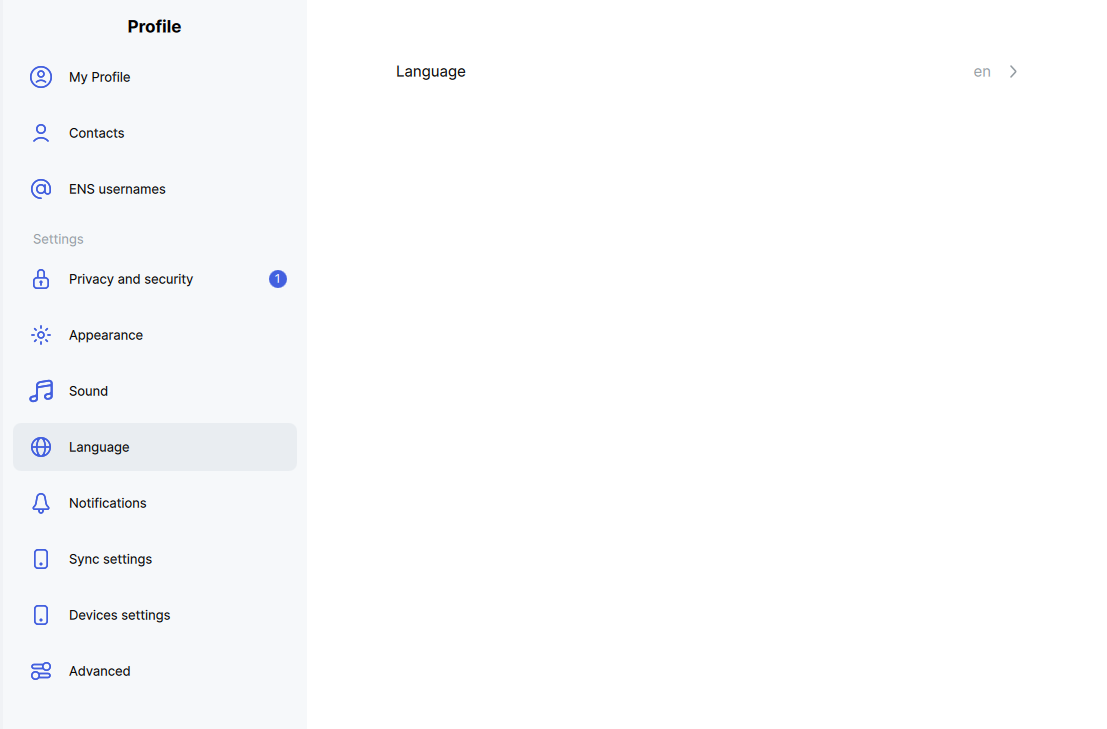 Profile
My Profile
Contacts
ENS usernames
Settings
Privacy and security 1
Appearance
Sound
Language
Notifications
Sync settings
Devices settings
Advanced
Language en